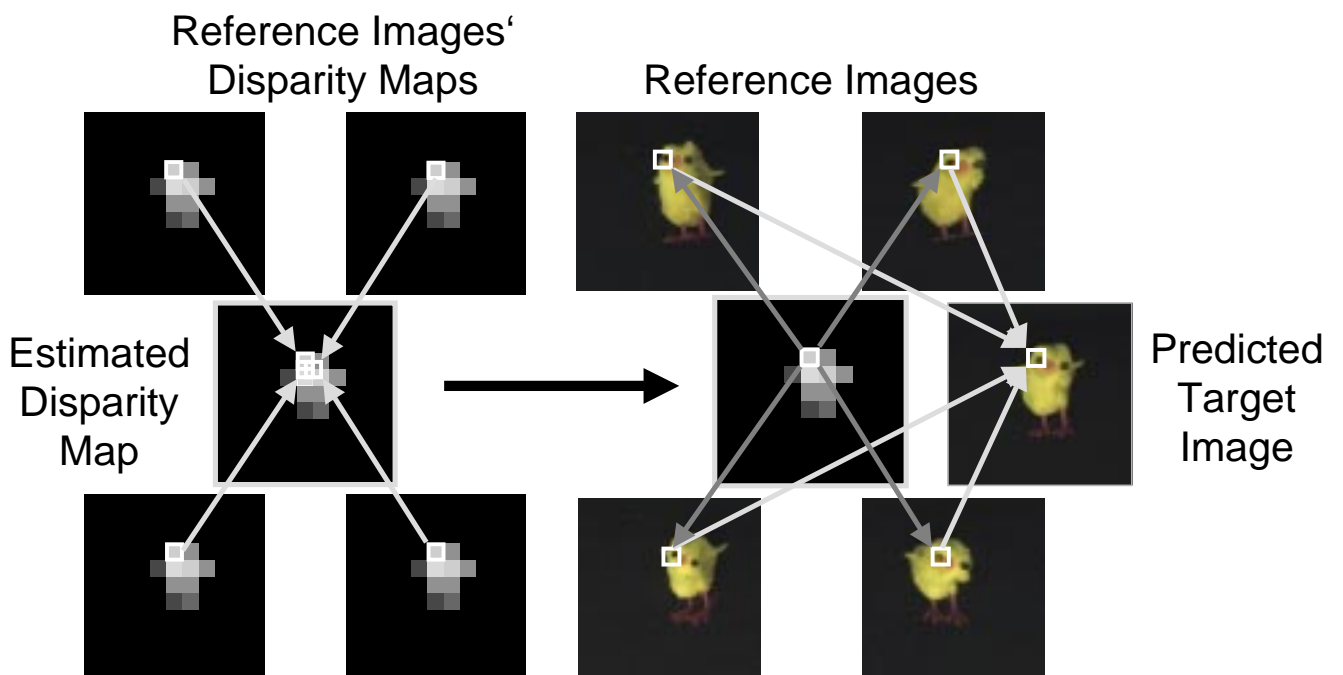 Reference Images‘
Disparity Maps
Reference Images
Estimated
Disparity
Map
Predicted
Target
Image